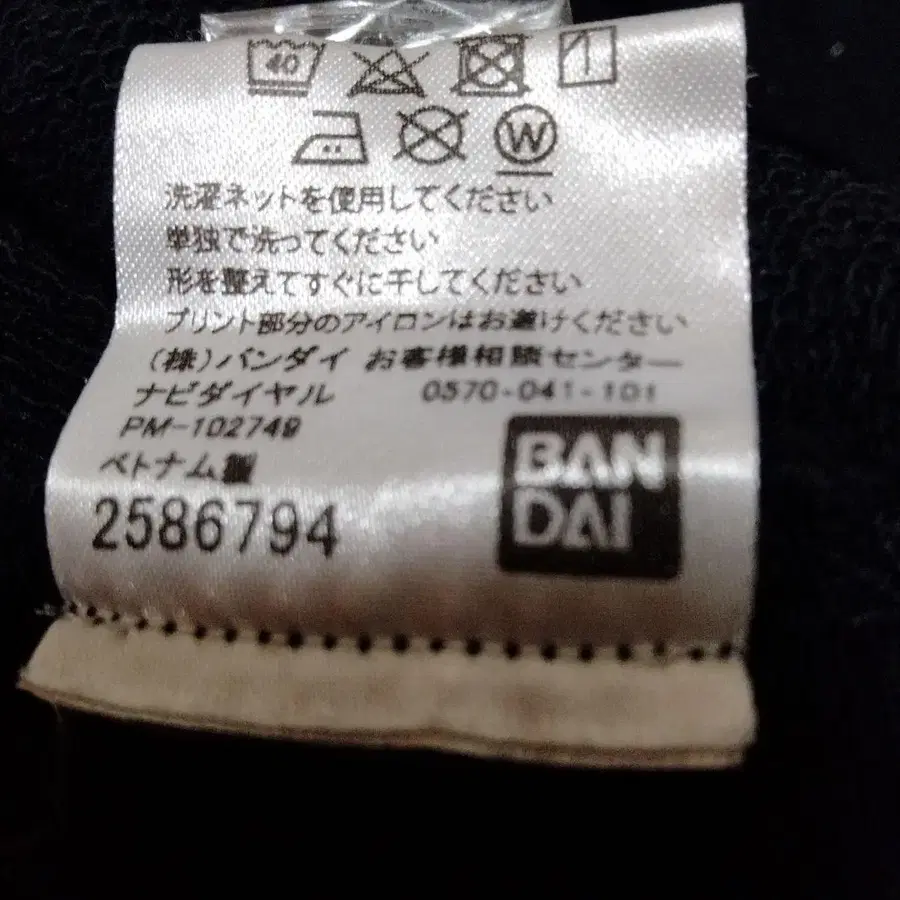 40
W
洗濯ネットを使用してください
単独で洗ってください
形を整えてすぐに干してください
プリント部分のアイロンはお避けください
(株)バンダイ お客様相談センター
ナビダイヤル 0570-041-101
PM-102749
ベトナム製
2586794
BAN
DAI